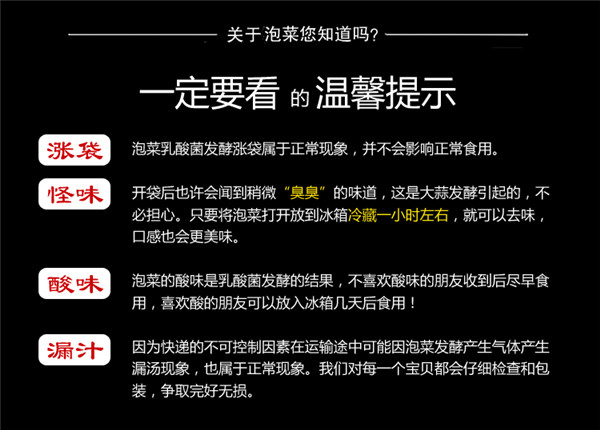 关于泡菜您知道吗?
一定要看的温馨提示
涨袋
泡菜乳酸菌发酵涨袋属于正常现象，并不会影响正常食用。
怪味
开袋后也许会闻到稍微“臭臭”的味道，这是大蒜发酵引起的，不
必担心。只要将泡菜打开放到冰箱冷藏一小时左右，就可以去味，
口感也会更美味。
酸味
泡菜的酸味是乳酸菌发酵的结果，不喜欢酸味的朋友收到后尽早食
用，喜欢酸的朋友可以放入冰箱几天后食用！
漏汁
因为快递的不可控制因素在运输途中可能因泡菜发酵产生气体产生
漏汤现象，也属于正常现象。我们对每一个宝贝都会仔细检查和包
装，争取完好无损。